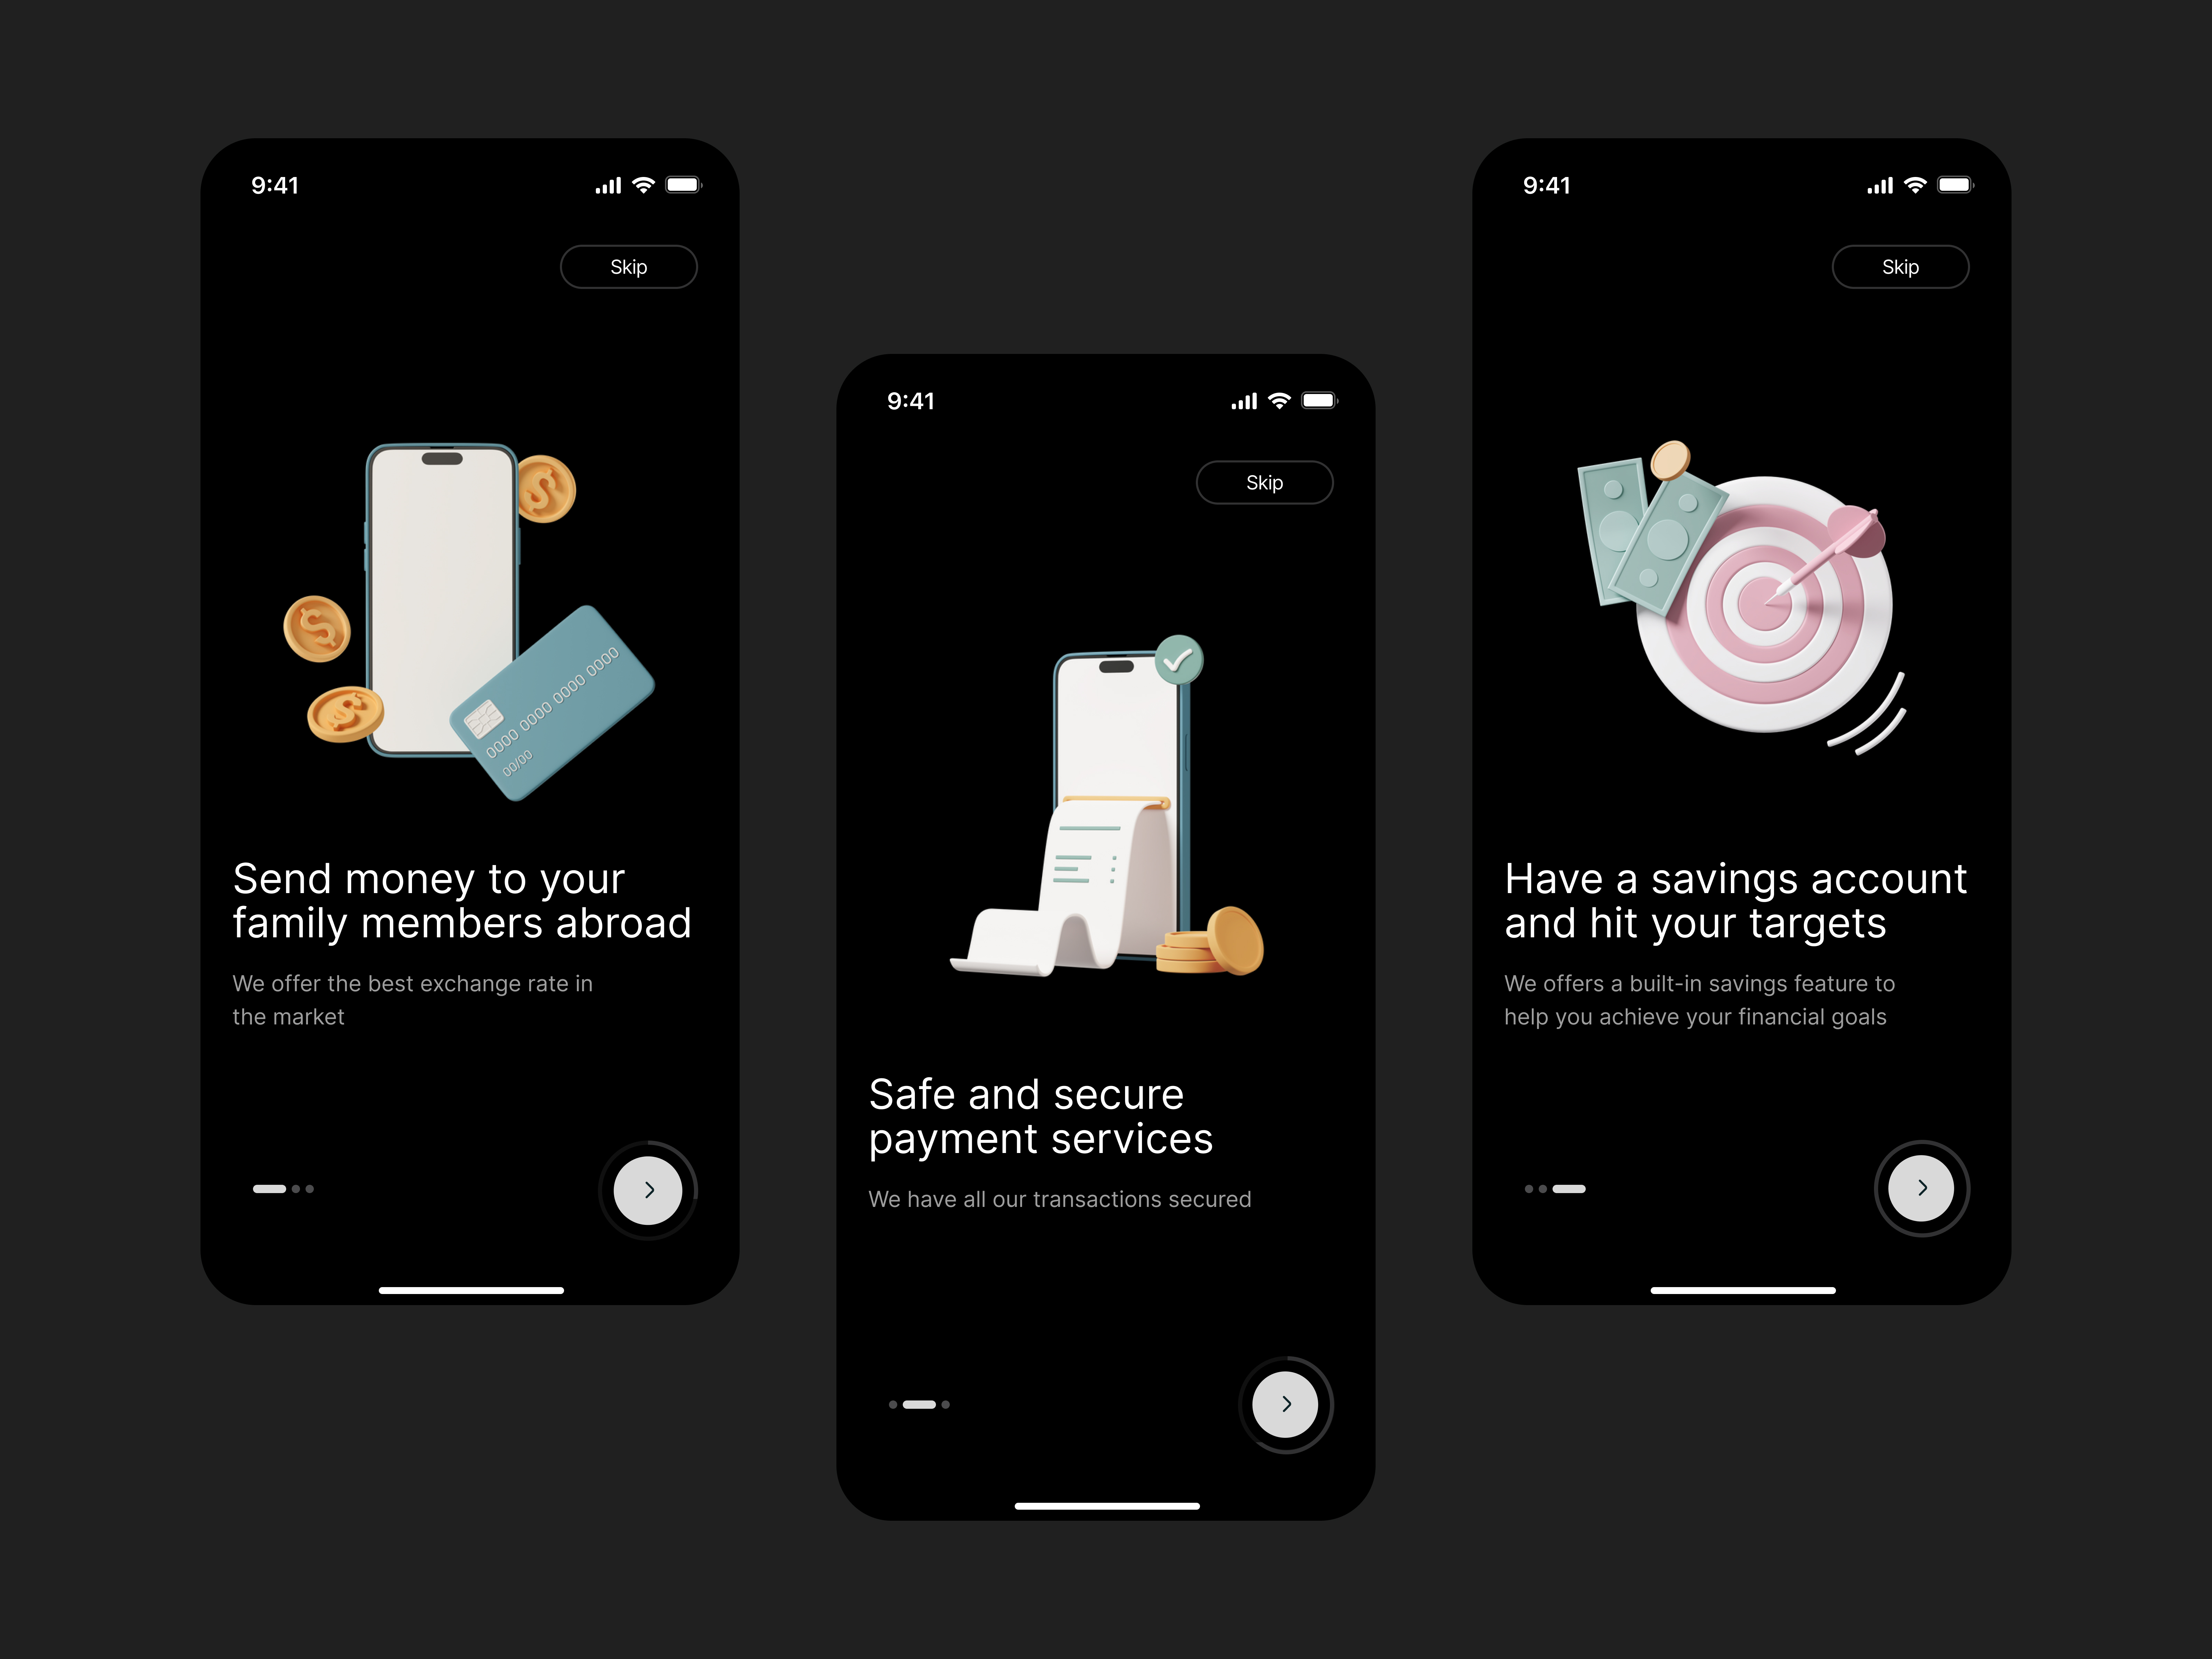 9:41
Skip
0000 0000 0000 0000
00/00
Send money to your
family members abroad
We offer the best exchange rate in
the market
9:41
Skip
Safe and secure
payment services
We have all our transactions secured
9:41
Skip
Have a savings account
and hit your targets
We offers a built-in savings feature to
help you achieve your financial goals